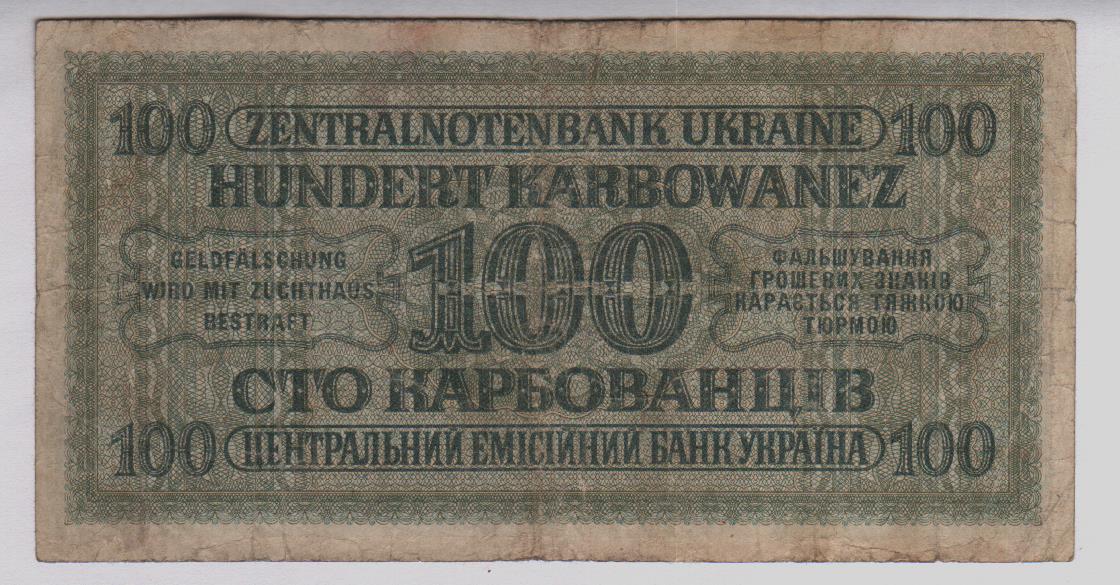 100 ZENTRALNOTENBANK UKRAINE 100
HUNDERT KARBOWANEZ
GELDFÄLSCHUNG
WIRD MIT ZUCHTHAUS
BESTRAFT
100
ФАЛЬШУВАННЯ
ГРОШЕВИХ ЗНАКІВ
КАРАЄТЬСЯ ТЯЖКОЮ
ТЮРМОЮ
СТО КАРБОВАНЦІВ
100 ЦЕНТРАЛЬНИЙ ЕМІСІЙНИЙ БАНК УКРАЇНА 100